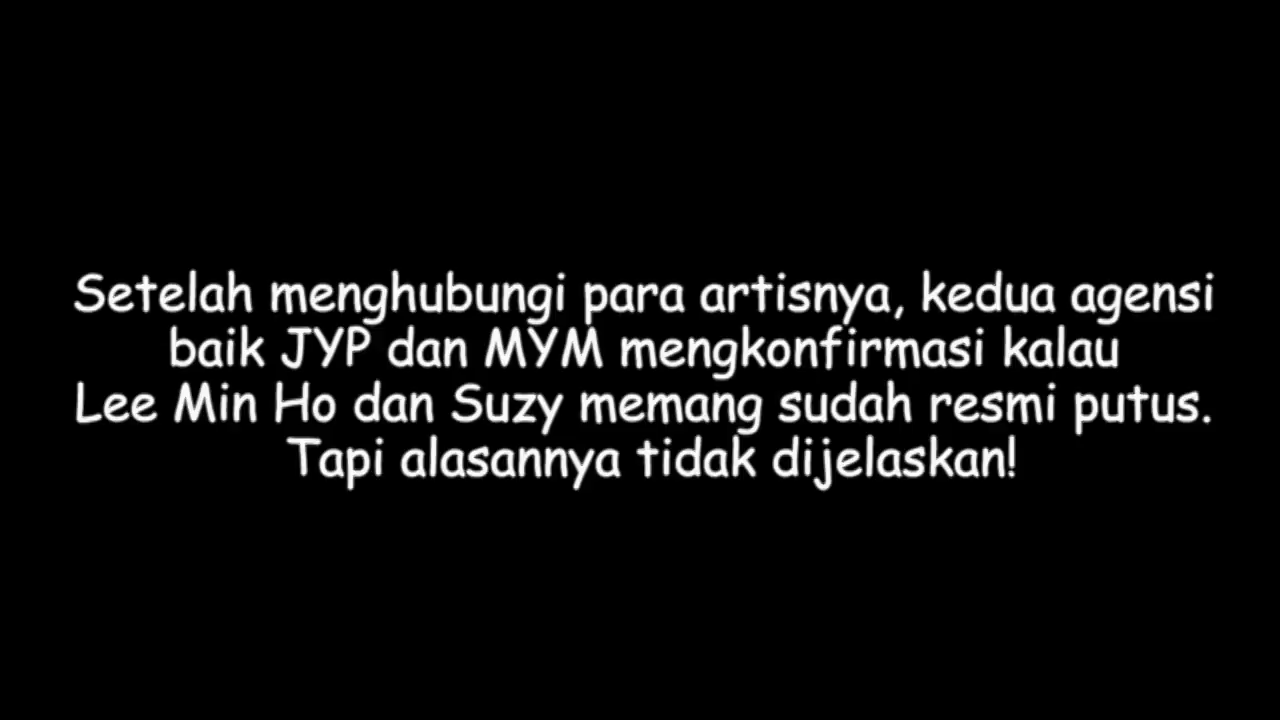 Setelah menghubungi para artisnya, kedua agensi
baik JYP dan MYM mengkonfirmasi kalau
Lee Min Ho dan Suzy memang sudah resmi putus.
Tapi alasannya tidak dijelaskan!